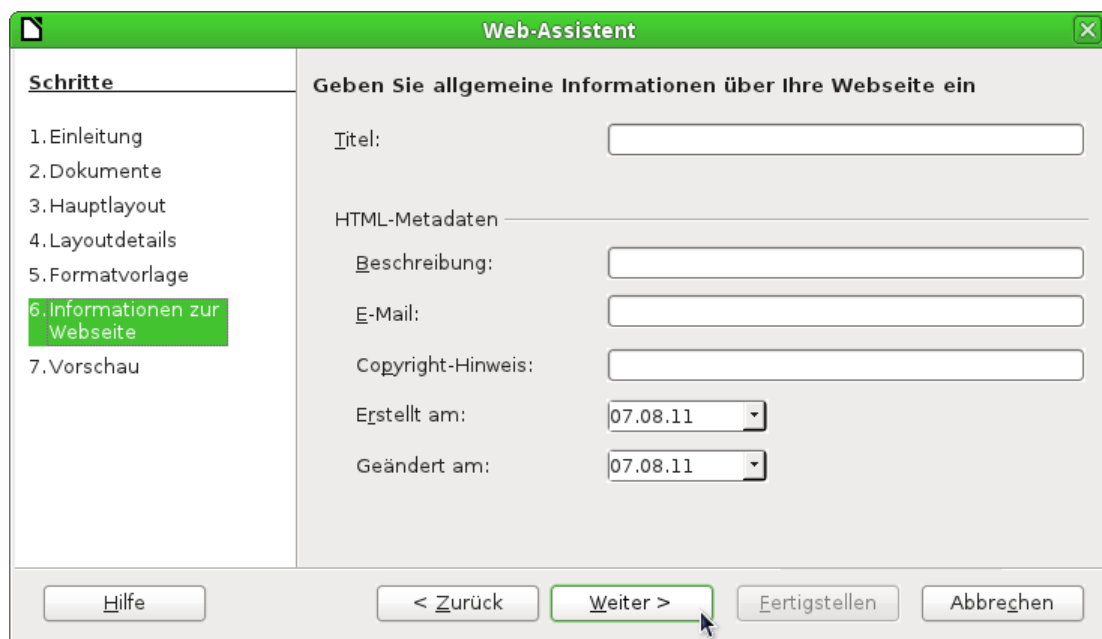 Web-Assistent
Schritte
1. Einleitung
2. Dokumente
3. Hauptlayout
4. Layoutdetails
5. Formatvorlage
6. Informationen zur
Webseite
7. Vorschau
Geben Sie allgemeine Informationen über Ihre Webseite ein
Titel:
HTML-Metadaten
Beschreibung:
E-Mail:
Copyright-Hinweis:
Erstellt am: 07.08.11
Geändert am: 07.08.11
Hilfe < Zurück Weiter > Fertigstellen Abbrechen